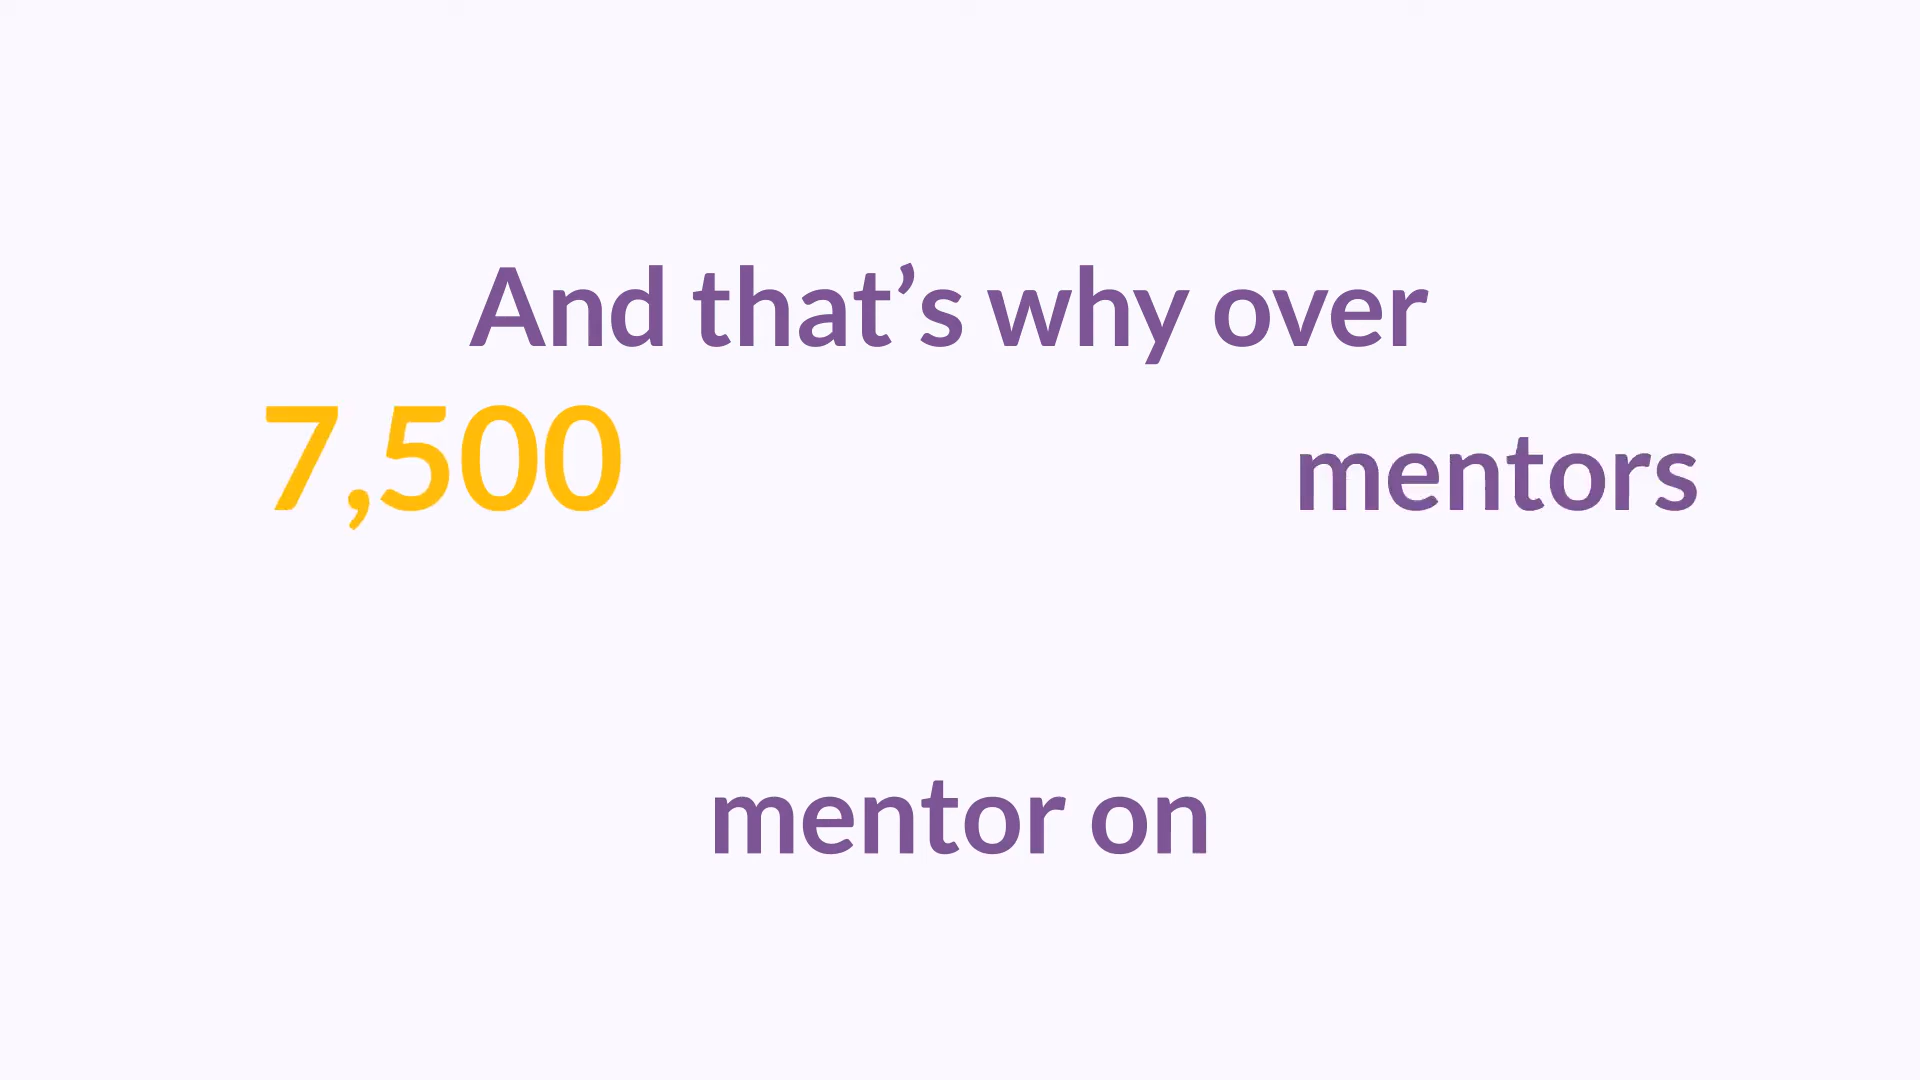 And that’s why over
7,500 mentors
mentor on